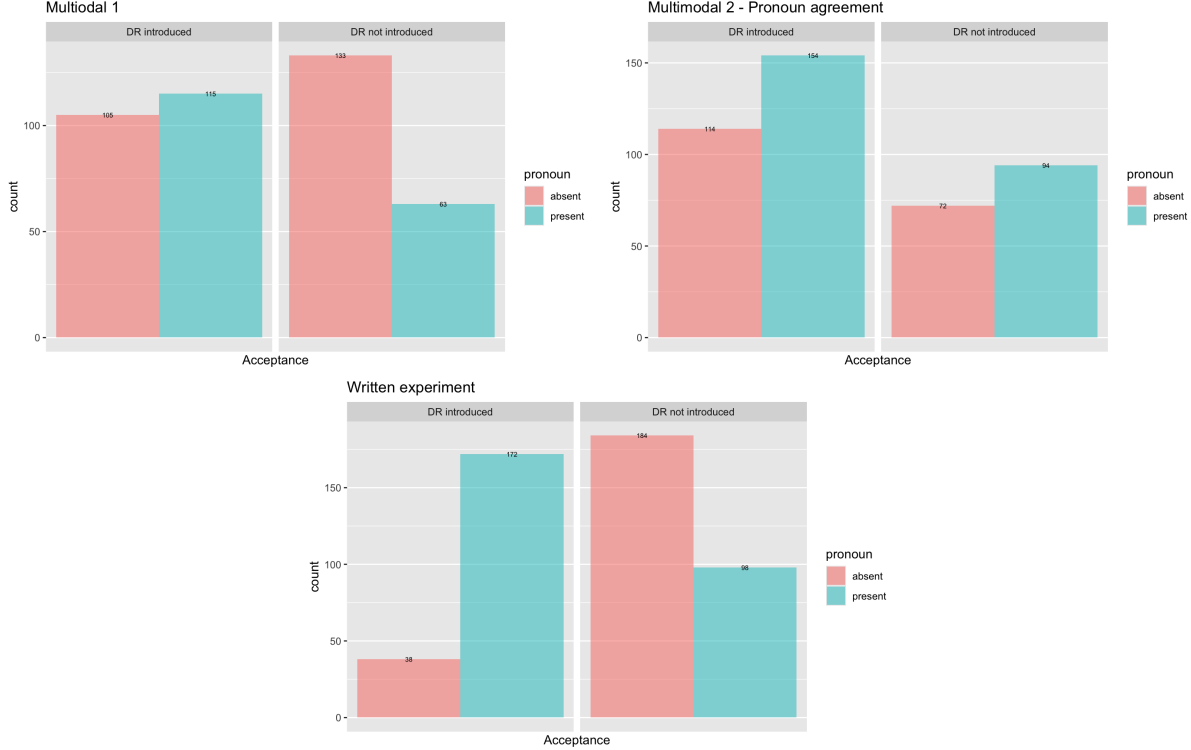 Multiodal 1
DR introduced
DR not introduced
133
115
105
63
100
50
0
count
Acceptance
pronoun
absent
present
Multimodal 2 - Pronoun agreement
DR introduced
DR not introduced
154
114
94
72
150
100
50
0
count
Acceptance
pronoun
absent
present
Written experiment
DR introduced
DR not introduced
184
172
98
38
150
100
50
0
count
Acceptance
pronoun
absent
present